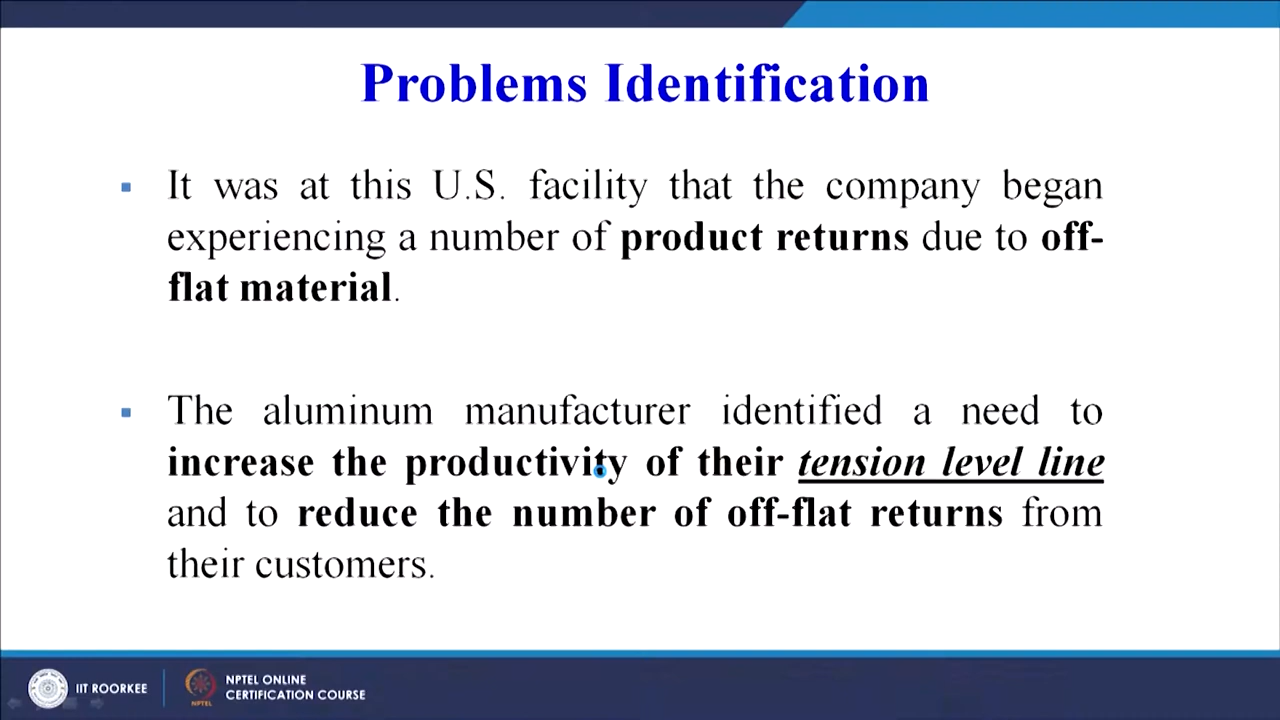 Problems Identification
It was at this U.S. facility that the company began
experiencing a number of product returns due to off-
flat material.
The aluminum manufacturer identified a need to
increase the productivity of their tension level line
and to reduce the number of off-flat returns from
their customers.
IIT ROORKEE
NPTEL
NPTEL ONLINE
CERTIFICATION COURSE